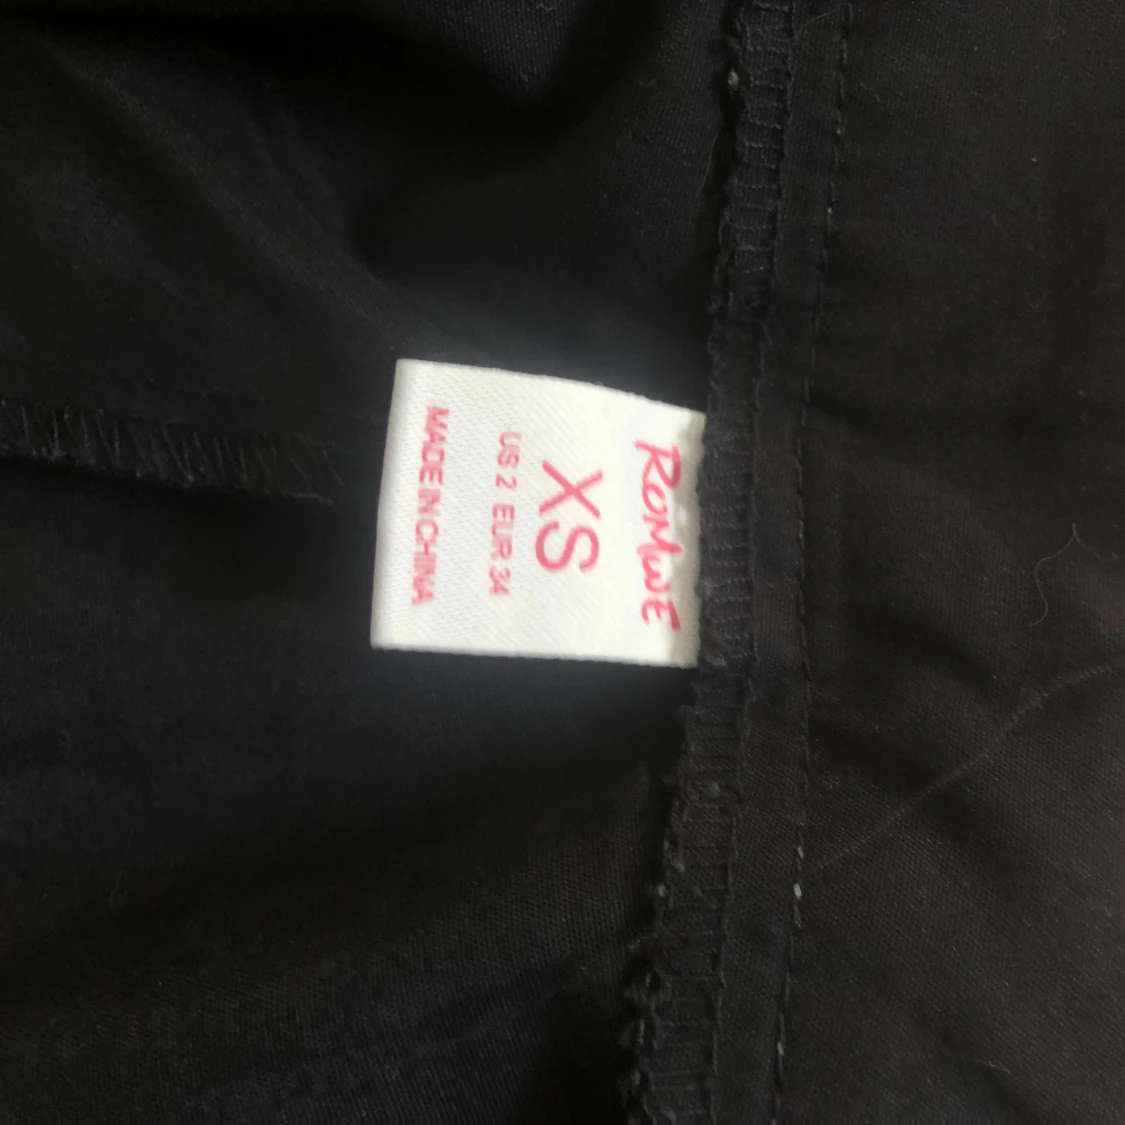 ROMWE
XS
US 2 EUR 34
MADE IN CHINA